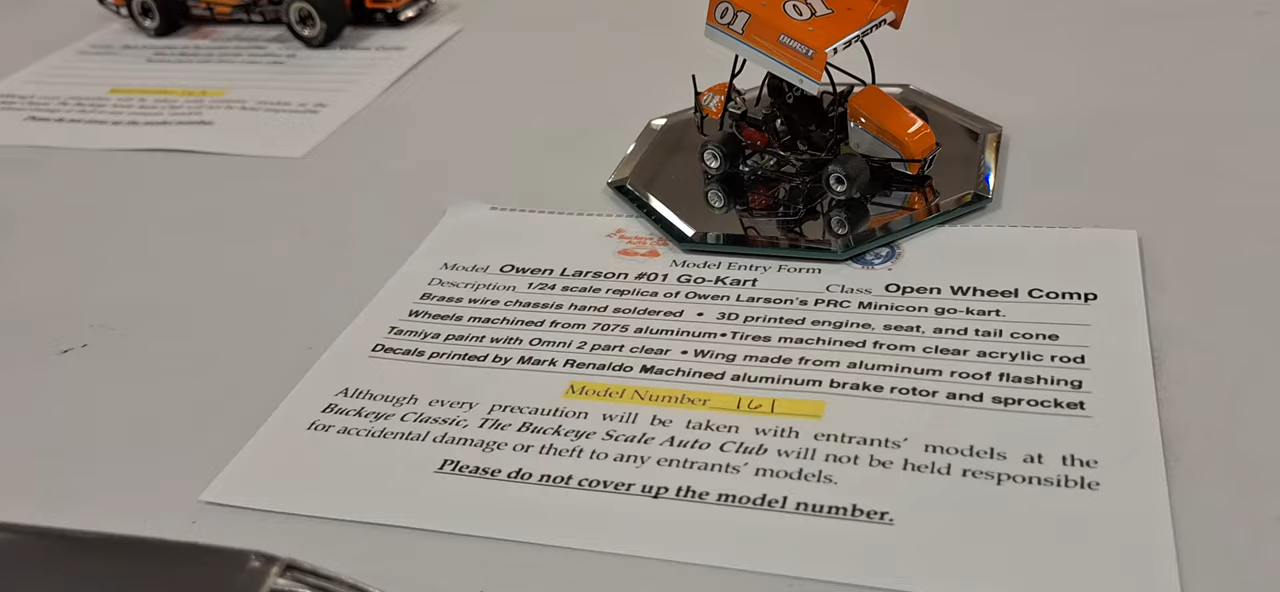 01
01
DURST
01
Buckeye
Auto Club
Model Entry Form
Model Owen Larson #01 Go-Kart Class Open Wheel Comp
Description 1/24 scale replica of Owen Larson's PRC Minicon go-kart.
Brass wire chassis hand soldered • 3D printed engine, seat, and tail cone
Wheels machined from 7075 aluminum•Tires machined from clear acrylic rod
Tamiya paint with Omni 2 part clear • Wing made from aluminum roof flashing
Decals printed by Mark Renaldo Machined aluminum brake rotor and sprocket
Model Number 161
Although every precaution will be taken with entrants' models at the
Buckeye Classic, The Buckeye Scale Auto Club will not be held responsible
for accidental damage or theft to any entrants' models.
Please do not cover up the model number.